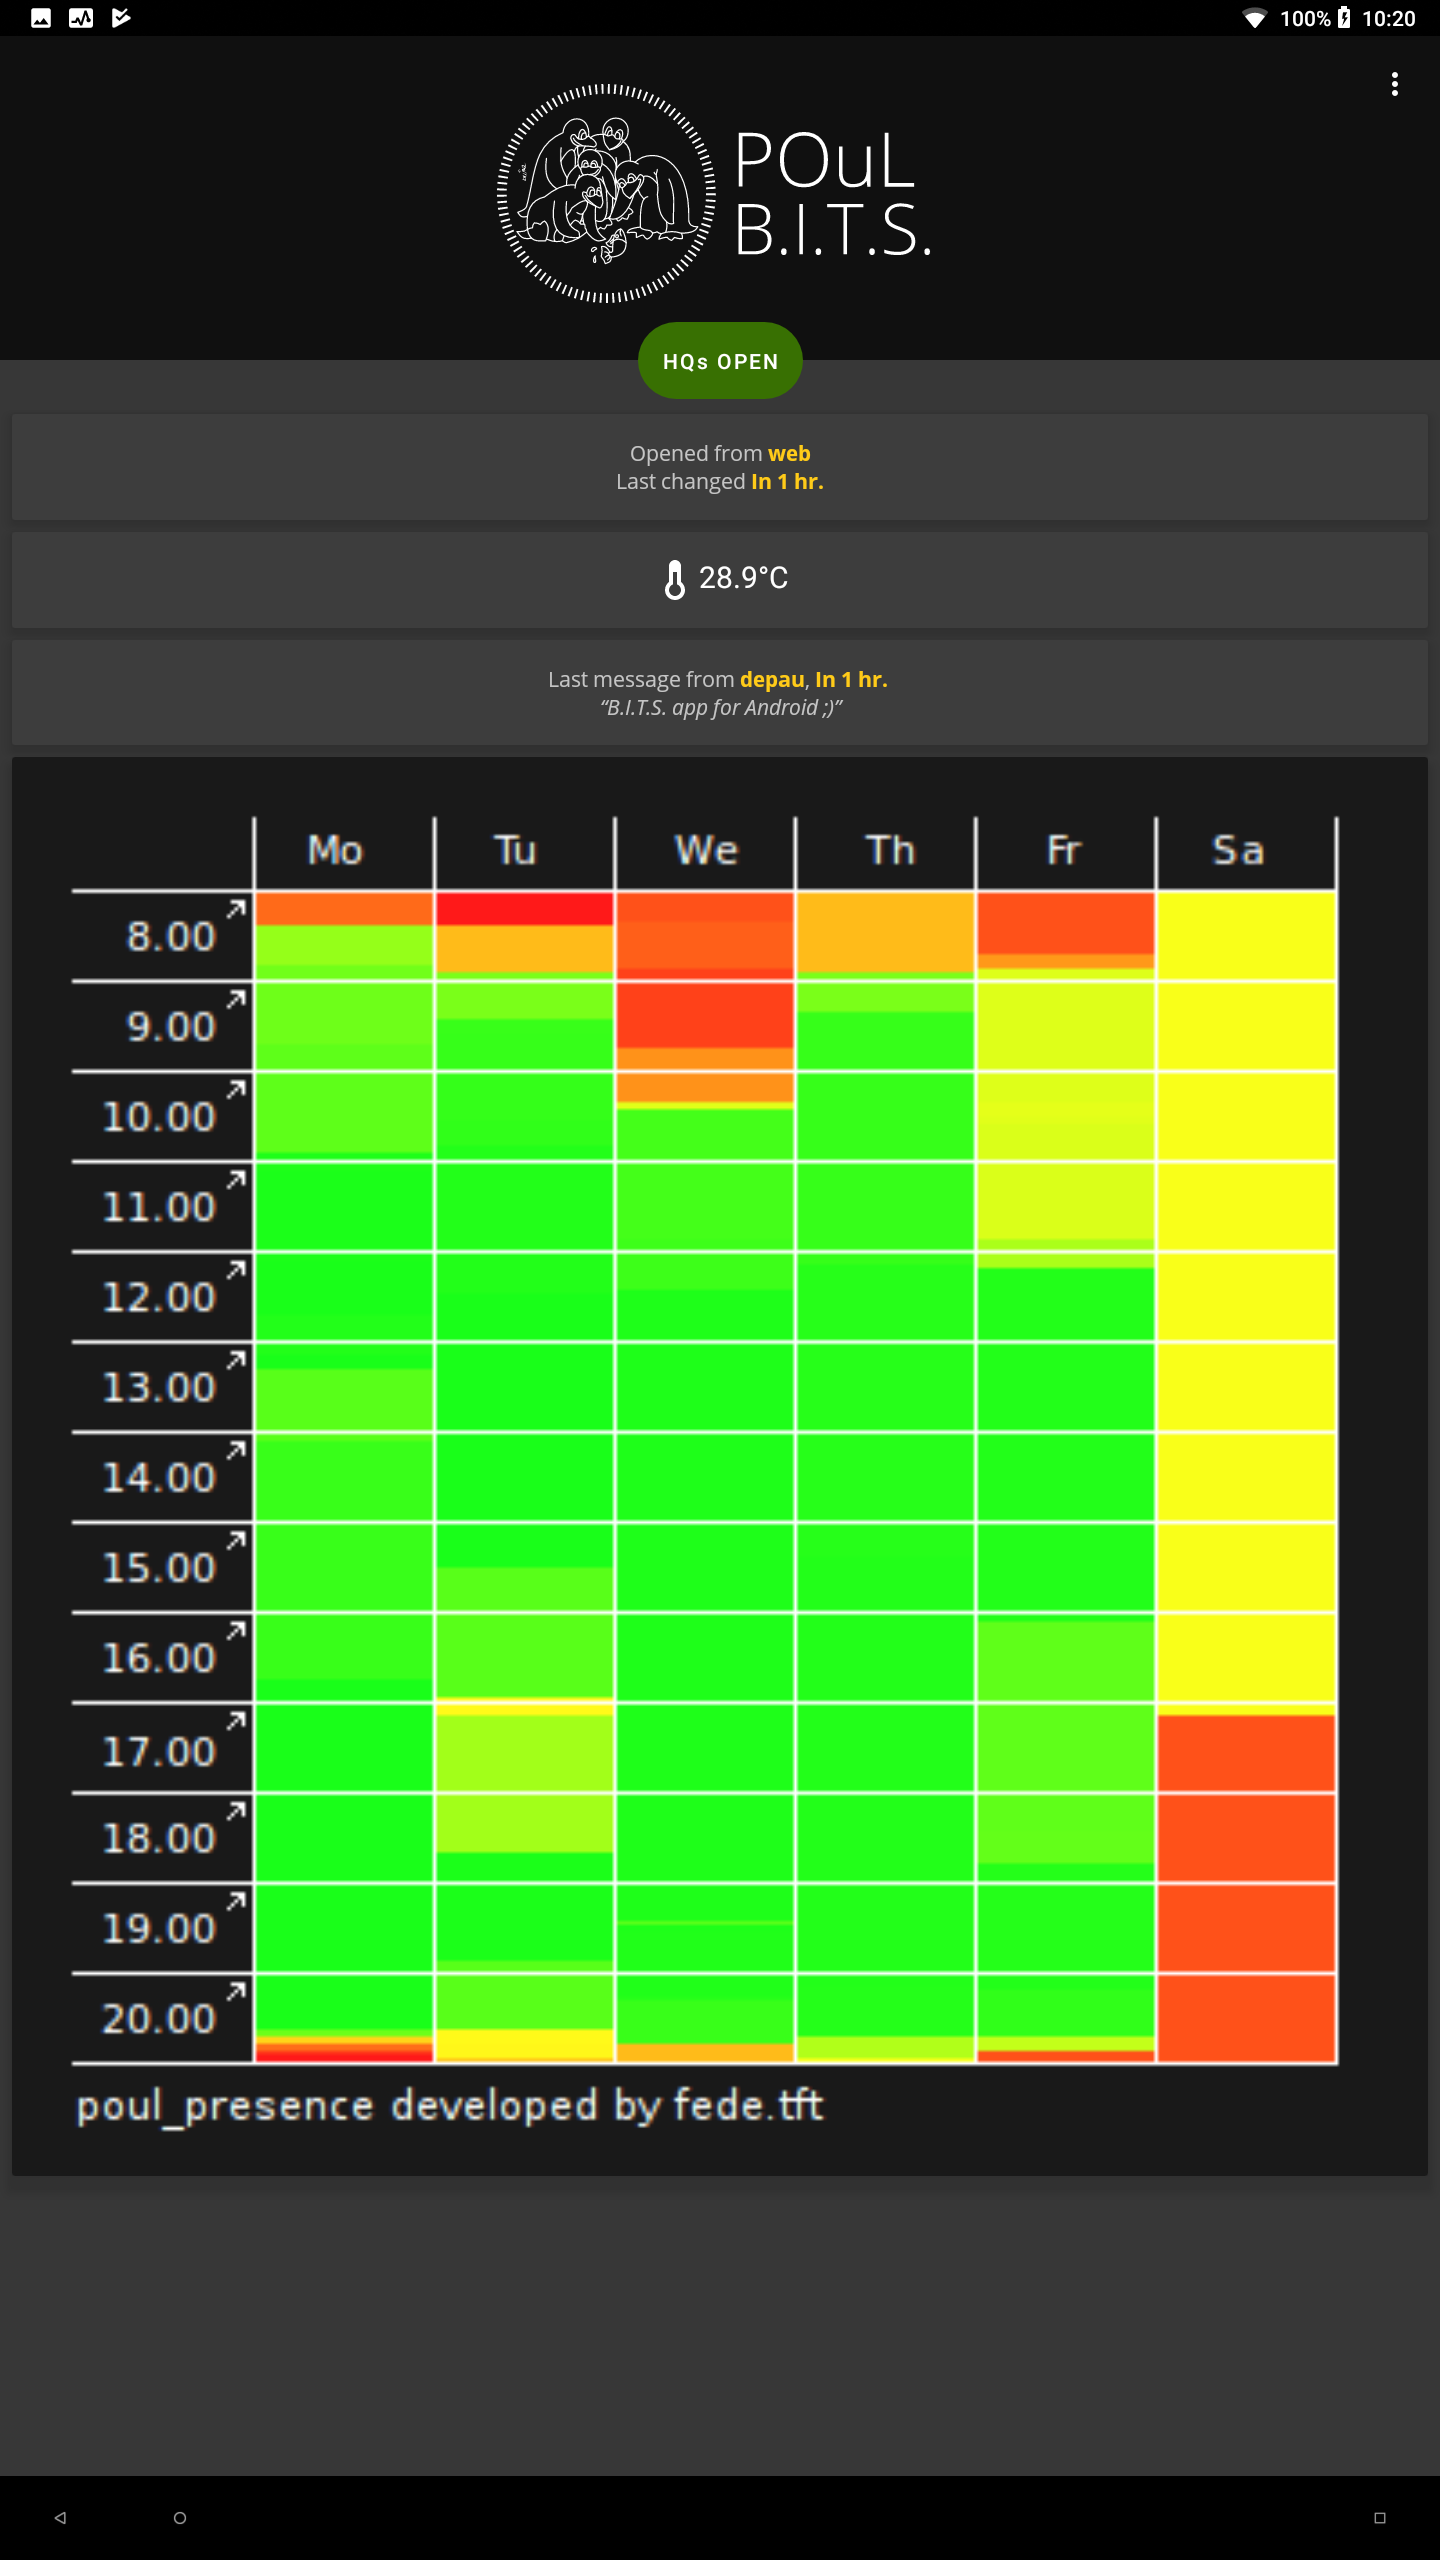 100% 10:20
POuL
B.I.T.S.
HQs OPEN
Opened from web
Last changed In 1 hr.
28.9°C
Last message from depau, In 1 hr.
“B.I.T.S. app for Android ;)”
Mo Tu We Th Fr Sa
8.00
9.00
10.00
11.00
12.00
13.00
14.00
15.00
16.00
17.00
18.00
19.00
20.00
poul_presence developed by fede.tft